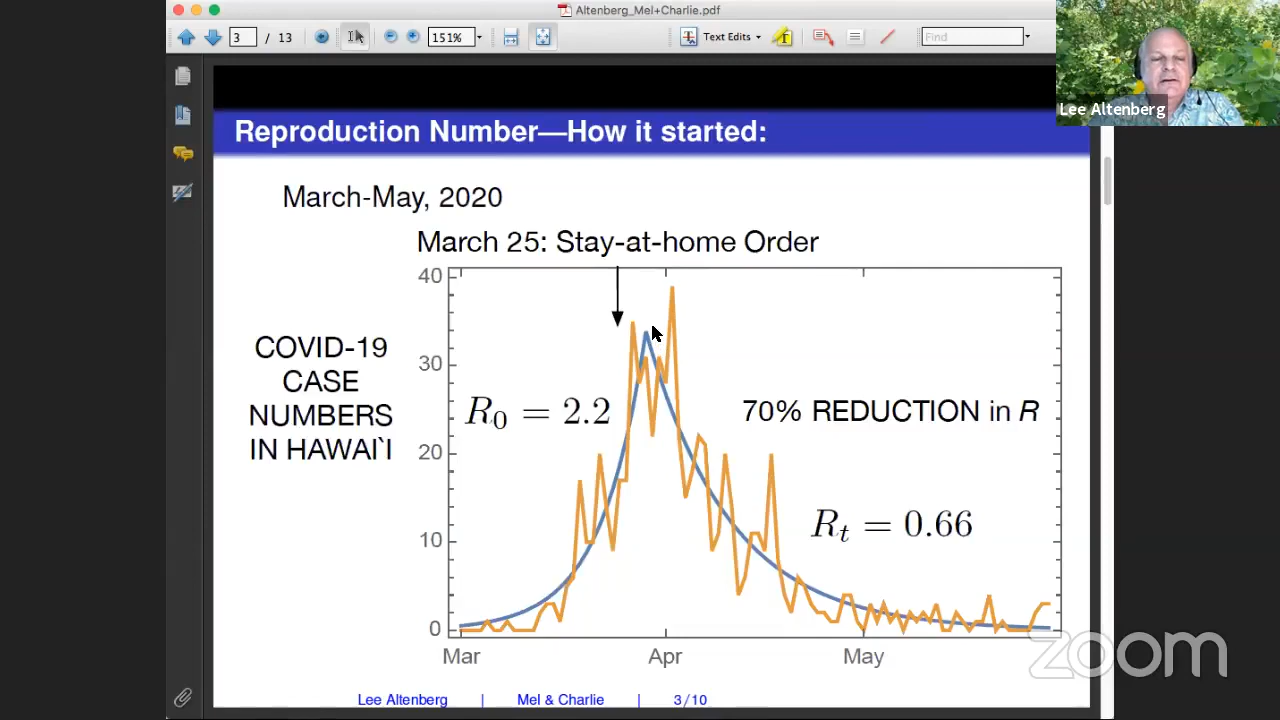 Altenberg_Mel+Charlie.pdf
3 / 13
151%
Text Edits
Find
Lee Altenberg
Reproduction Number—How it started:
March-May, 2020
March 25: Stay-at-home Order
COVID-19
CASE
NUMBERS
IN HAWAI`I
40
30
20
10
0
R0 = 2.2
70% REDUCTION in R
Rt = 0.66
Mar
Apr
May
Lee Altenberg | Mel & Charlie | 3/10
zoom